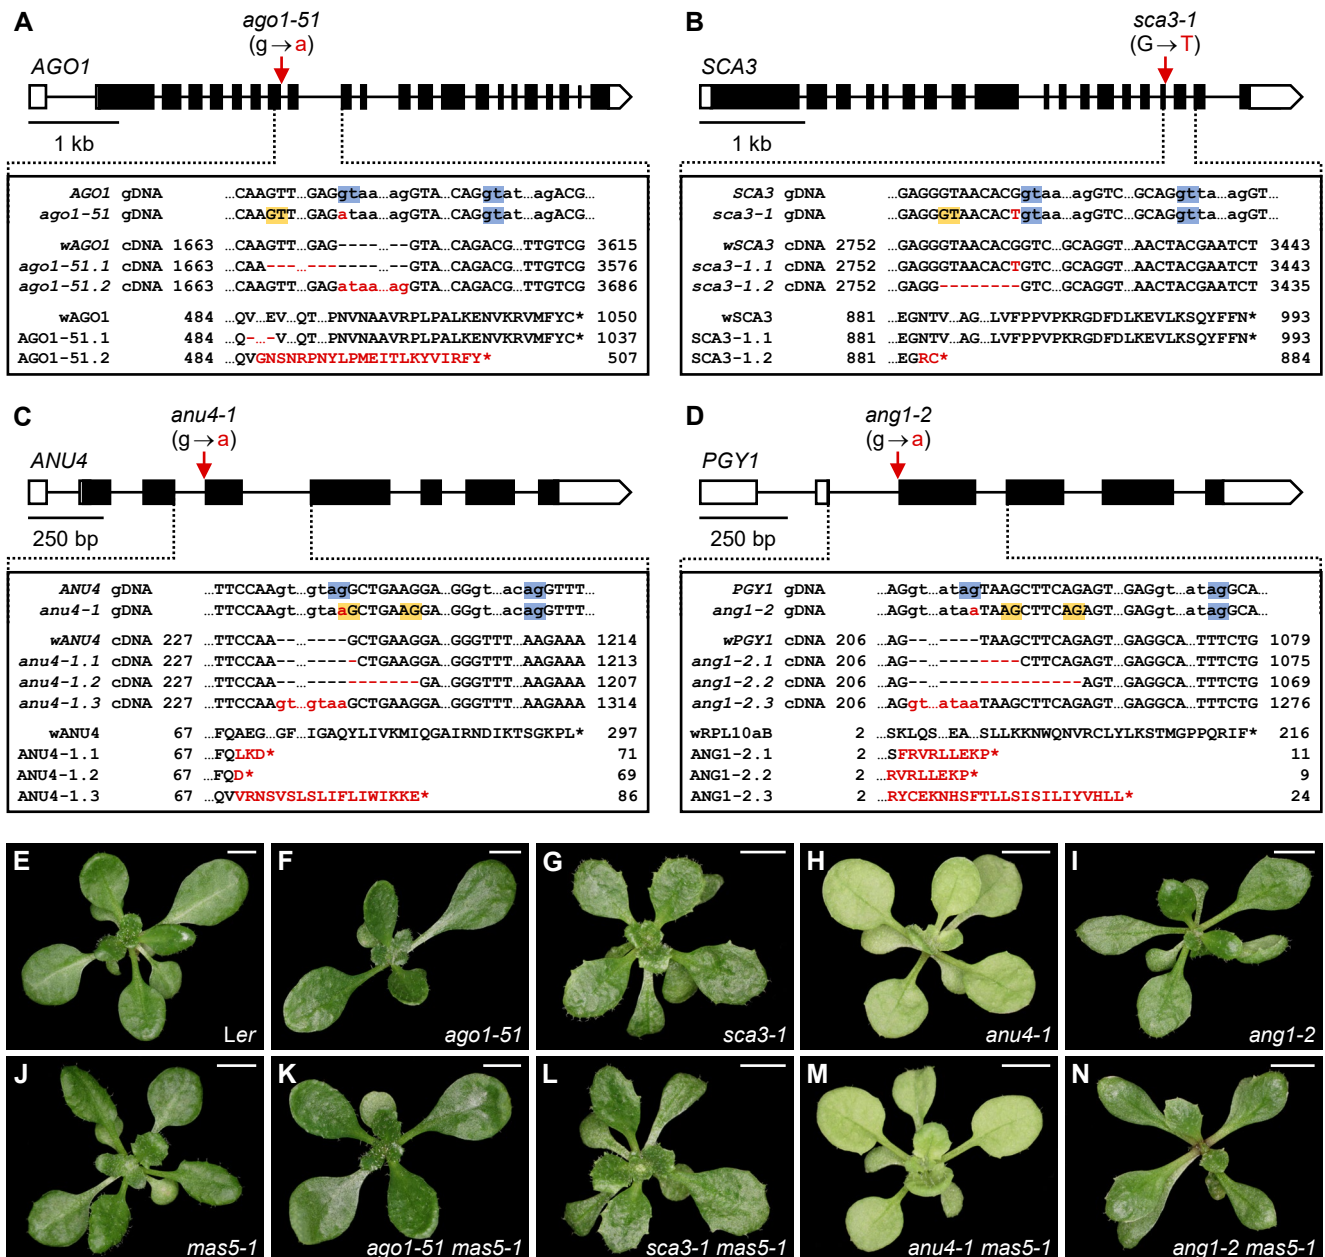 A
ago1-51
(g→a)
AGO1
1 kb
AGO1 gDNA ...CAAGTT...GAGgtaa...agGTA...CAGgtat...agACG...
ago1-51 gDNA ...CAAGTT...GAGataa...agGTA...CAGgtat...agACG...
wAGO1 cDNA 1663 ...CAAGTT...GAG----...--GTA...CAGACG...TTGTCG 3615
ago1-51.1 cDNA 1663 ...CAA---...-------...--GTA...CAGACG...TTGTCG 3576
ago1-51.2 cDNA 1663 ...CAAGTT...GAGataa...agGTA...CAGACG...TTGTCG 3686
wAGO1 484 ...QV...EV...QT...PNVNAAVRPLPALKENVKRVMFYC* 1050
AGO1-51.1 484 ...Q-...-V...QT...PNVNAAVRPLPALKENVKRVMFYC* 1037
AGO1-51.2 484 ...QVGNSNRPNYLPMEITLKYVIRFY* 507
B
sca3-1
(G→T)
SCA3
1 kb
SCA3 gDNA ...GAGGGTAACACGgtaa...agGTC...GCAGgtta...agGT...
sca3-1 gDNA ...GAGGGTAACACTgtaa...agGTC...GCAGgtta...agGT...
wSCA3 cDNA 2752 ...GAGGGTAACACGGTC...GCAGGT...AACTACGAATCT 3443
sca3-1.1 cDNA 2752 ...GAGGGTAACACTGTC...GCAGGT...AACTACGAATCT 3443
sca3-1.2 cDNA 2752 ...GAGG--------GTC...GCAGGT...AACTACGAATCT 3435
wSCA3 881 ...EGNTV...AG...LVFPPVPKRGDFDLKEVLKSQYFFN* 993
SCA3-1.1 881 ...EGNTV...AG...LVFPPVPKRGDFDLKEVLKSQYFFN* 993
SCA3-1.2 881 ...EGRC* 884
C
anu4-1
(g→a)
ANU4
250 bp
ANU4 gDNA ...TTCCAAgt...gtagGCTGAAGGA...GGgt...acagGTTT...
anu4-1 gDNA ...TTCCAAgt...gtaaGCTGAAGGA...GGgt...acagGTTT...
wANU4 cDNA 227 ...TTCCAA--...----GCTGAAGGA...GGGTTT...AAGAAA 1214
anu4-1.1 cDNA 227 ...TTCCAA--...-----CTGAAGGA...GGGTTT...AAGAAA 1213
anu4-1.2 cDNA 227 ...TTCCAA--...-----------GA...GGGTTT...AAGAAA 1207
anu4-1.3 cDNA 227 ...TTCCAAgt...gtaaGCTGAAGGA...GGGTTT...AAGAAA 1314
wANU4 67 ...FQAEG...GF...IGAQYLIVKMIQGAIRNDIKTSGKPL* 297
ANU4-1.1 67 ...FQLKD* 71
ANU4-1.2 67 ...FQD* 69
ANU4-1.3 67 ...QVVRNSVSLSLIFLIWIKKE* 86
D
ang1-2
(g→a)
PGY1
250 bp
PGY1 gDNA ...AGgt...atagTAAGCTTCAGAGT...GAGgt...atagGCA...
ang1-2 gDNA ...AGgt...ataaTAAGCTTCAGAGT...GAGgt...atagGCA...
wPGY1 cDNA 206 ...AG--...----TAAGCTTCAGAGT...GAGGCA...TTTCTG 1079
ang1-2.1 cDNA 206 ...AG--...--------CTTCAGAGT...GAGGCA...TTTCTG 1075
ang1-2.2 cDNA 206 ...AG--...--------------AGT...GAGGCA...TTTCTG 1069
ang1-2.3 cDNA 206 ...AGgt...ataaTAAGCTTCAGAGT...GAGGCA...TTTCTG 1276
wRPL10aB 2 ...SKLQS...EA...SLLKKNWQNVRCLYLKSTMGPPQRIF* 216
ANG1-2.1 2 ...SFRVRLLEKP* 11
ANG1-2.2 2 ...RVRLLEKP* 9
ANG1-2.3 2 ...RYCEKNHSFTLLSISILIYVHLL* 24
E
Ler
F
ago1-51
G
sca3-1
H
anu4-1
I
ang1-2
J
mas5-1
K
ago1-51 mas5-1
L
sca3-1 mas5-1
M
anu4-1 mas5-1
N
ang1-2 mas5-1